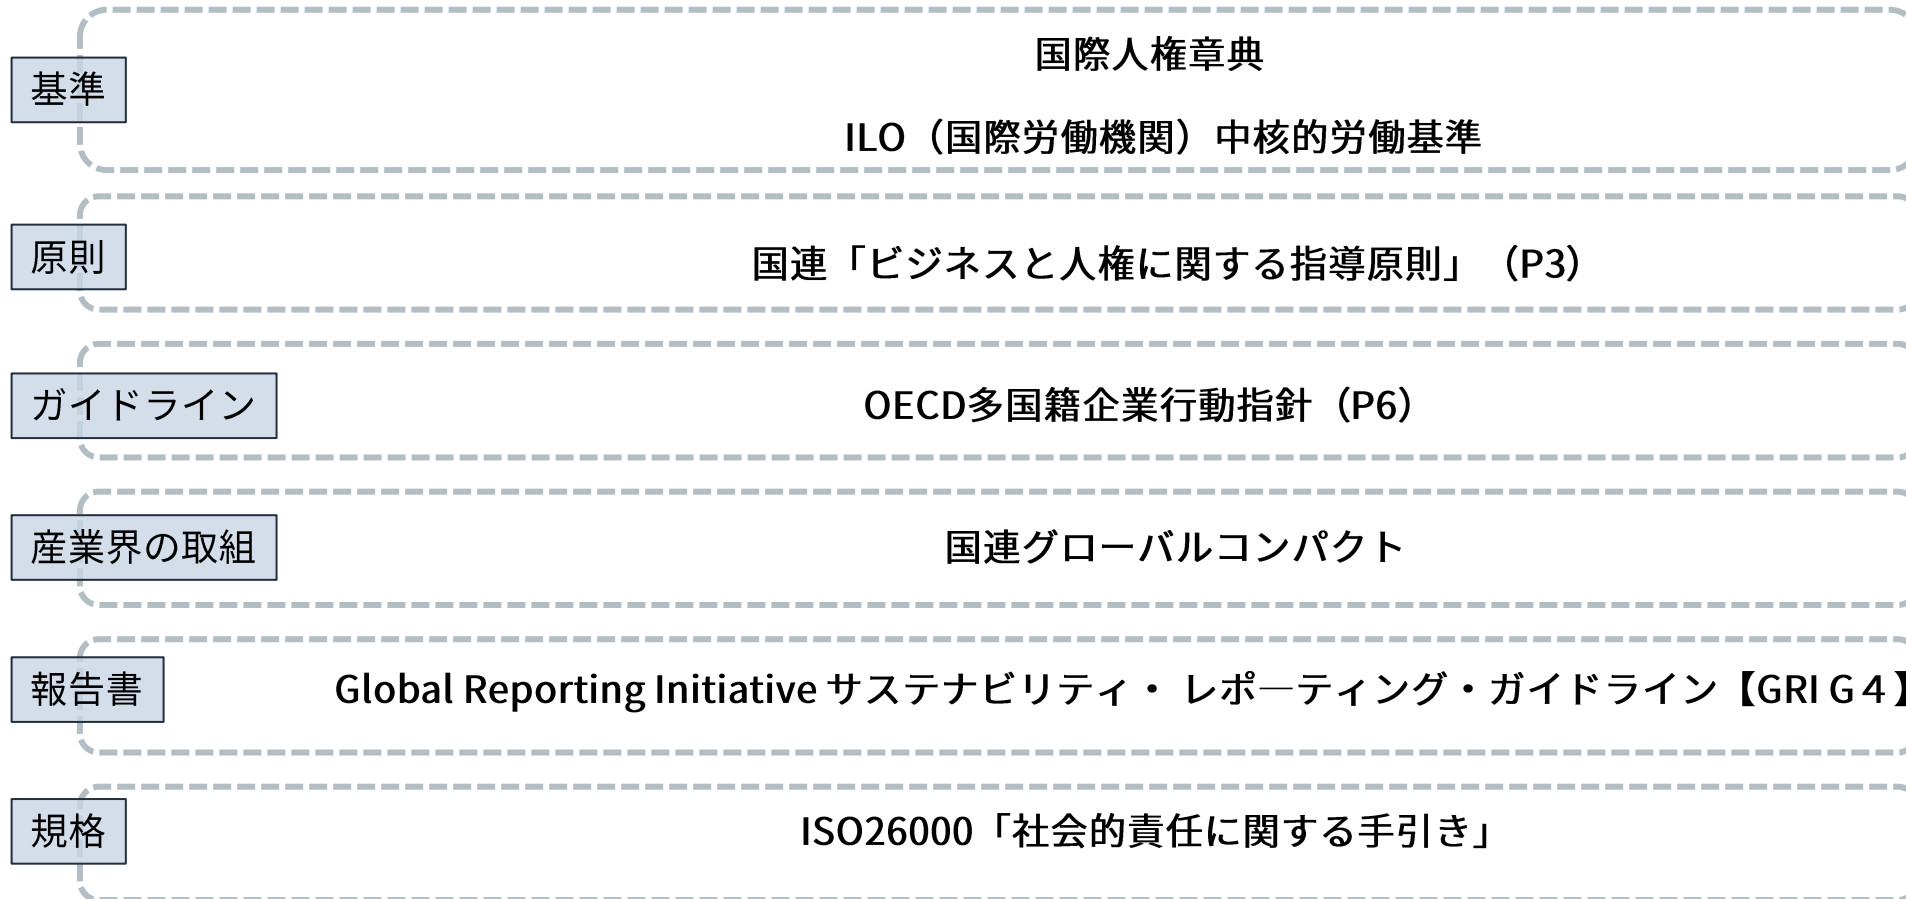 基準
国際人権章典
ILO（国際労働機関）中核的労働基準
原則
国連「ビジネスと人権に関する指導原則」（P3）
ガイドライン
OECD多国籍企業行動指針（P6）
産業界の取組
国連グローバルコンパクト
報告書
Global Reporting Initiative サステナビリティ・ レポ―ティング・ガイドライン【GRI G４】
規格
ISO26000「社会的責任に関する手引き」